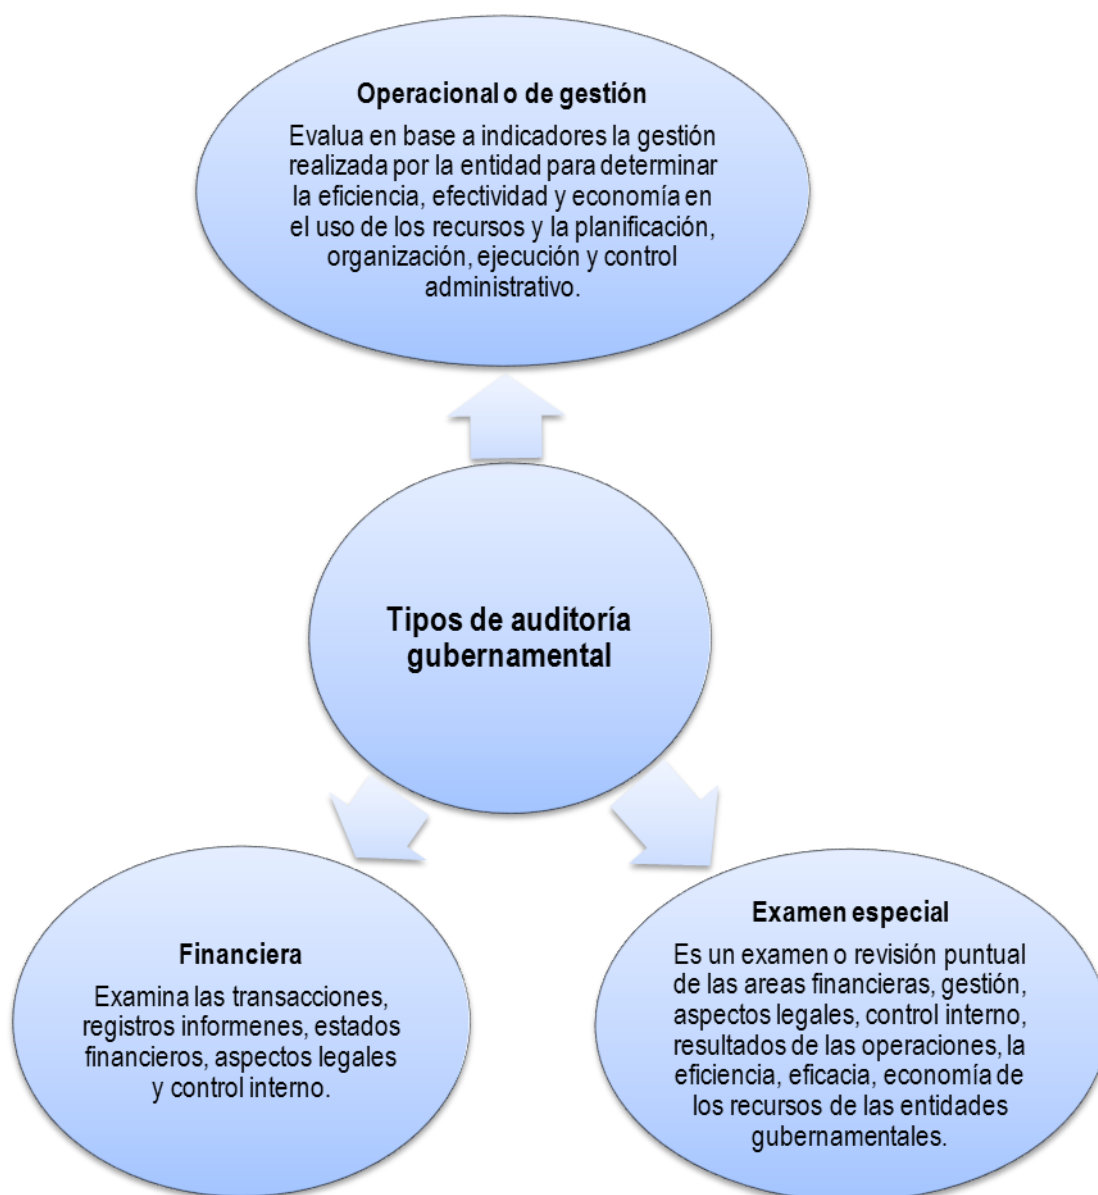 Operacional o de gestión
Evalua en base a indicadores la gestión
realizada por la entidad para determinar
la eficiencia, efectividad y economía en
el uso de los recursos y la planificación,
organización, ejecución y control
administrativo.
Tipos de auditoría
gubernamental
Financiera
Examina las transacciones,
registros informenes, estados
financieros, aspectos legales
y control interno.
Examen especial
Es un examen o revisión puntual
de las areas financieras, gestión,
aspectos legales, control interno,
resultados de las operaciones, la
eficiencia, eficacia, economía de
los recursos de las entidades
gubernamentales.